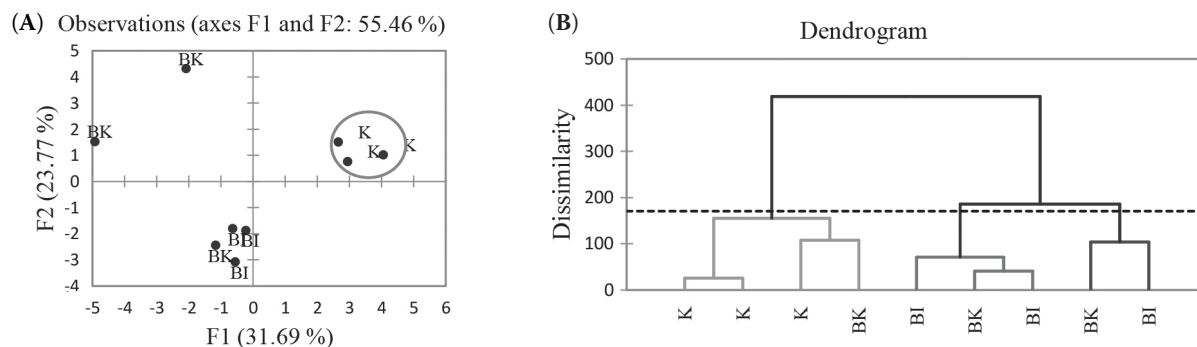 (A) Observations (axes F1 and F2: 55.46 %)
5
4
3
2
1
0
-1
-2
-3
-4
F2 (23.77 %)
BK
BK
K
K
K
BI
BI
BK
BI
-5 -4 -3 -2 -1 0 1 2 3 4 5 6
F1 (31.69 %)
(B) Dendrogram
500
400
300
200
100
0
Dissimilarity
K K K BK BI BK BI BK BI